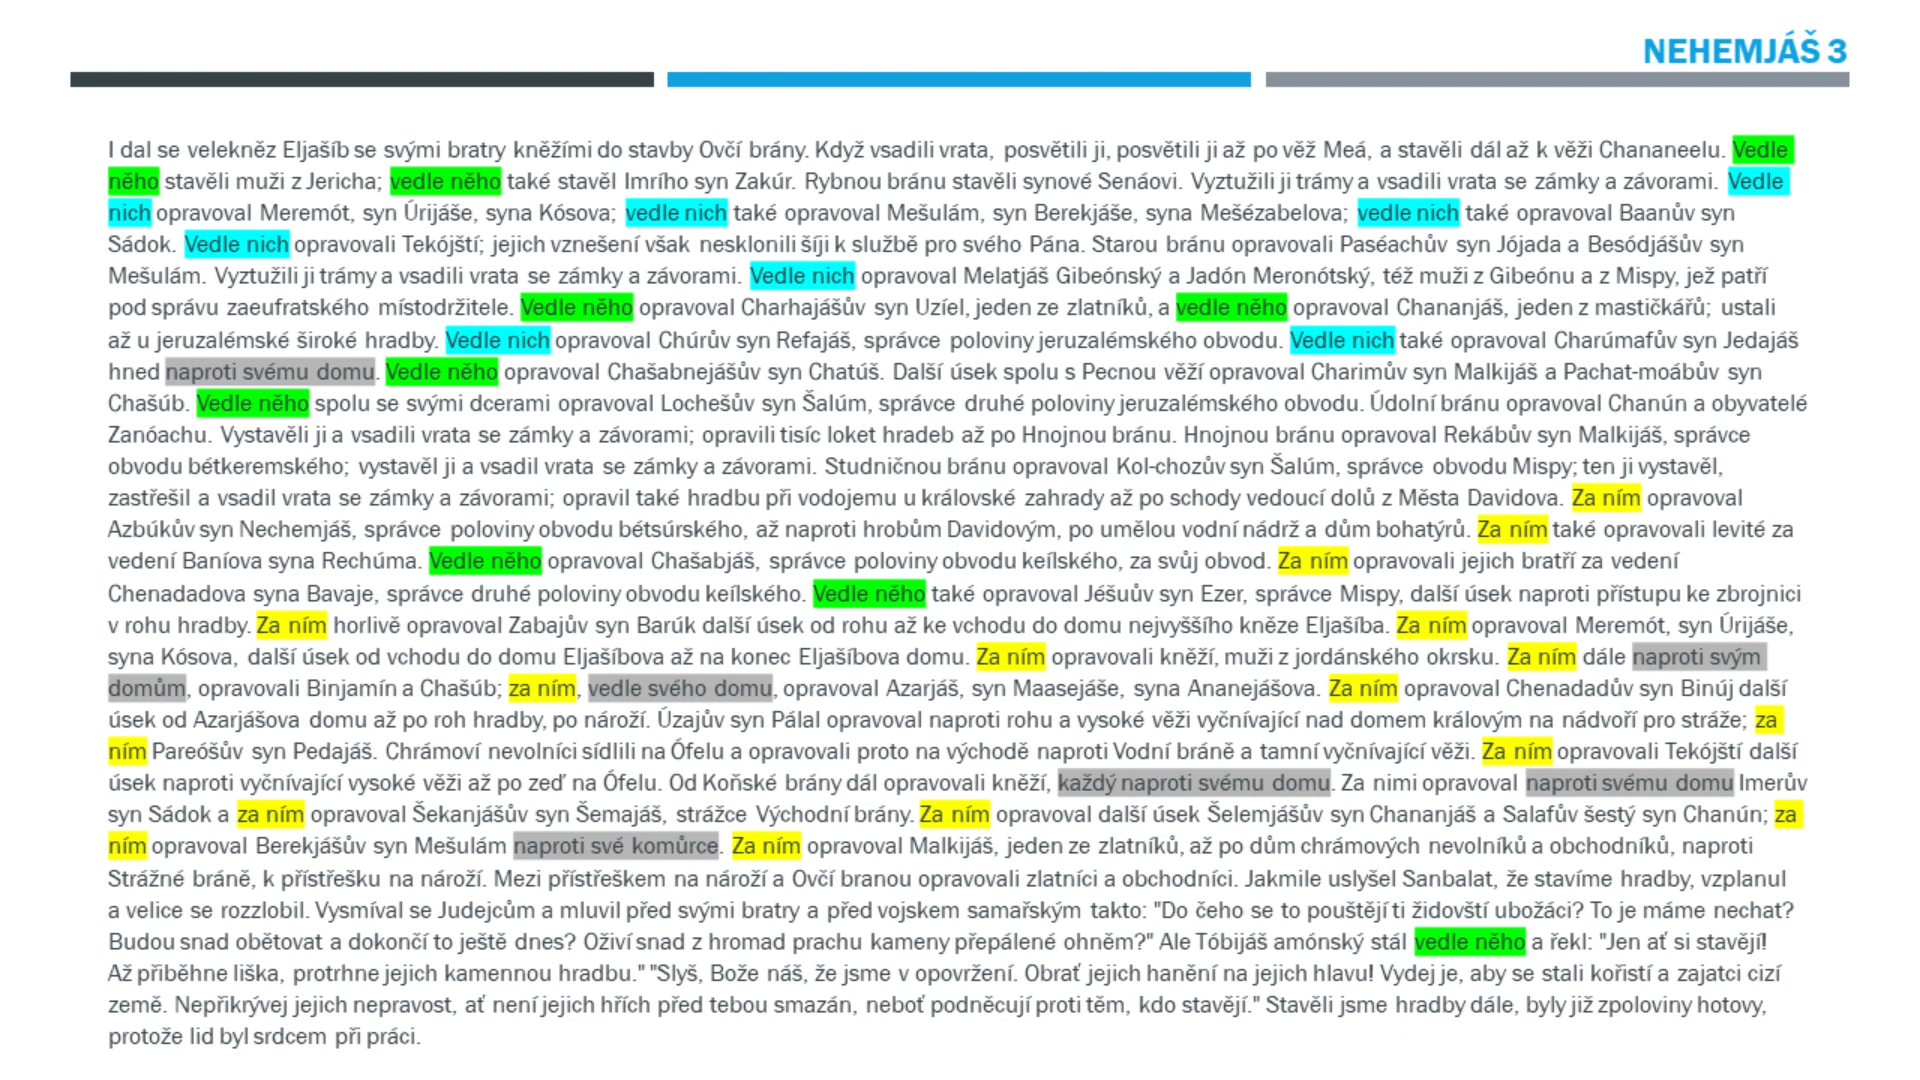 NEHEMJÁŠ 3
I dal se velekněz Eljašíb se svými bratry kněžími do stavby Ovčí brány. Když vsadili vrata, posvětili ji, posvětili ji až po věž Meá, a stavěli dál až k věži Chananeelu. Vedle
něho stavěli muži z Jericha; vedle něho také stavěl Imrího syn Zakúr. Rybnou bránu stavěli synové Senáovi. Vyztužili ji trámy a vsadili vrata se zámky a závorami. Vedle
nich opravoval Meremót, syn Úrijáše, syna Kósova; vedle nich také opravoval Mešulám, syn Berekjáše, syna Mešézabelova; vedle nich také opravoval Baanův syn
Sádok. Vedle nich opravovali Tekójští; jejich vznešení však nesklonili šíji k službě pro svého Pána. Starou bránu opravovali Paséachův syn Jójada a Besódjášův syn
Mešulám. Vyztužili ji trámy a vsadili vrata se zámky a závorami. Vedle nich opravoval Melatjáš Gibeónský a Jadón Meronótský, též muži z Gibeónu a z Mispy, jež patří
pod správu zaeufratského místodržitele. Vedle něho opravoval Charhajášův syn Uzíel, jeden ze zlatníků, a vedle něho opravoval Chananjáš, jeden z mastičkářů; ustali
až u jeruzalémské široké hradby. Vedle nich opravoval Chúrův syn Refajáš, správce poloviny jeruzalémského obvodu. Vedle nich také opravoval Charúmafův syn Jedajáš
hned naproti svému domu. Vedle něho opravoval Chašabnejášův syn Chatúš. Další úsek spolu s Pecnou věží opravoval Charimův syn Malkijáš a Pachat-moábův syn
Chašúb. Vedle něho spolu se svými dcerami opravoval Lochešův syn Šalúm, správce druhé poloviny jeruzalémského obvodu. Údolní bránu opravoval Chanún a obyvatelé
Zanóachu. Vystavěli ji a vsadili vrata se zámky a závorami; opravili tisíc loket hradeb až po Hnojnou bránu. Hnojnou bránu opravoval Rekábův syn Malkijáš, správce
obvodu bétkeremského; vystavěl ji a vsadil vrata se zámky a závorami. Studničnou bránu opravoval Kol-chozův syn Šalúm, správce obvodu Mispy; ten ji vystavěl,
zastřešil a vsadil vrata se zámky a závorami; opravil také hradbu při vodojemu u královské zahrady až po schody vedoucí dolů z Města Davidova. Za ním opravoval
Azbúkův syn Nechemjáš, správce poloviny obvodu bétsúrského, až naproti hrobům Davidovým, po umělou vodní nádrž a dům bohatýrů. Za ním také opravovali levité za
vedení Baníova syna Rechúma. Vedle něho opravoval Chašabjáš, správce poloviny obvodu keílského, za svůj obvod. Za ním opravovali jejich bratří za vedení
Chenadadova syna Bavaje, správce druhé poloviny obvodu keílského. Vedle něho také opravoval Jéšuův syn Ezer, správce Mispy, další úsek naproti přístupu ke zbrojnici
v rohu hradby. Za ním horlivě opravoval Zabajův syn Barúk další úsek od rohu až ke vchodu do domu nejvyššího kněze Eljašíba. Za ním opravoval Meremót, syn Úrijáše,
syna Kósova, další úsek od vchodu do domu Eljašíbova až na konec Eljašíbova domu. Za ním opravovali kněží, muži z jordánského okrsku. Za ním dále naproti svým
domům, opravovali Binjamín a Chašúb; za ním, vedle svého domu, opravoval Azarjáš, syn Maasejáše, syna Ananejášova. Za ním opravoval Chenadadův syn Binúj další
úsek od Azarjášova domu až po roh hradby, po nároží. Úzajův syn Pálal opravoval naproti rohu a vysoké věži vyčnívající nad domem královým na nádvoří pro stráže; za
ním Pareóšův syn Pedajáš. Chrámoví nevolníci sídlili na Ófelu a opravovali proto na východě naproti Vodní bráně a tamní vyčnívající věži. Za ním opravovali Tekójští další
úsek naproti vyčnívající vysoké věži až po zeď na Ófelu. Od Koňské brány dál opravovali kněží, každý naproti svému domu. Za nimi opravoval naproti svému domu Imerův
syn Sádok a za ním opravoval Šekanjášův syn Šemajáš, strážce Východní brány. Za ním opravoval další úsek Šelemjášův syn Chananjáš a Salafův šestý syn Chanún; za
ním opravoval Berekjášův syn Mešulám naproti své komůrce. Za ním opravoval Malkijáš, jeden ze zlatníků, až po dům chrámových nevolníků a obchodníků, naproti
Strážné bráně, k přístřešku na nároží. Mezi přístřeškem na nároží a Ovčí branou opravovali zlatníci a obchodníci. Jakmile uslyšel Sanbalat, že stavíme hradby, vzplanul
a velice se rozzlobil. Vysmíval se Judejcům a mluvil před svými bratry a před vojskem samařským takto: "Do čeho se to pouštějí ti židovští ubožáci? To je máme nechat?
Budou snad obětovat a dokončí to ještě dnes? Oživí snad z hromad prachu kameny přepálené ohněm?" Ale Tóbijáš amónský stál vedle něho a řekl: "Jen ať si stavějí!
Až přiběhne liška, protrhne jejich kamennou hradbu." "Slyš, Bože náš, že jsme v opovržení. Obrať jejich hanění na jejich hlavu! Vydej je, aby se stali kořistí a zajatci cizí
země. Nepřikrývej jejich nepravost, ať není jejich hřích před tebou smazán, neboť podněcují proti těm, kdo stavějí." Stavěli jsme hradby dále, byly již zpoloviny hotovy,
protože lid byl srdcem při práci.